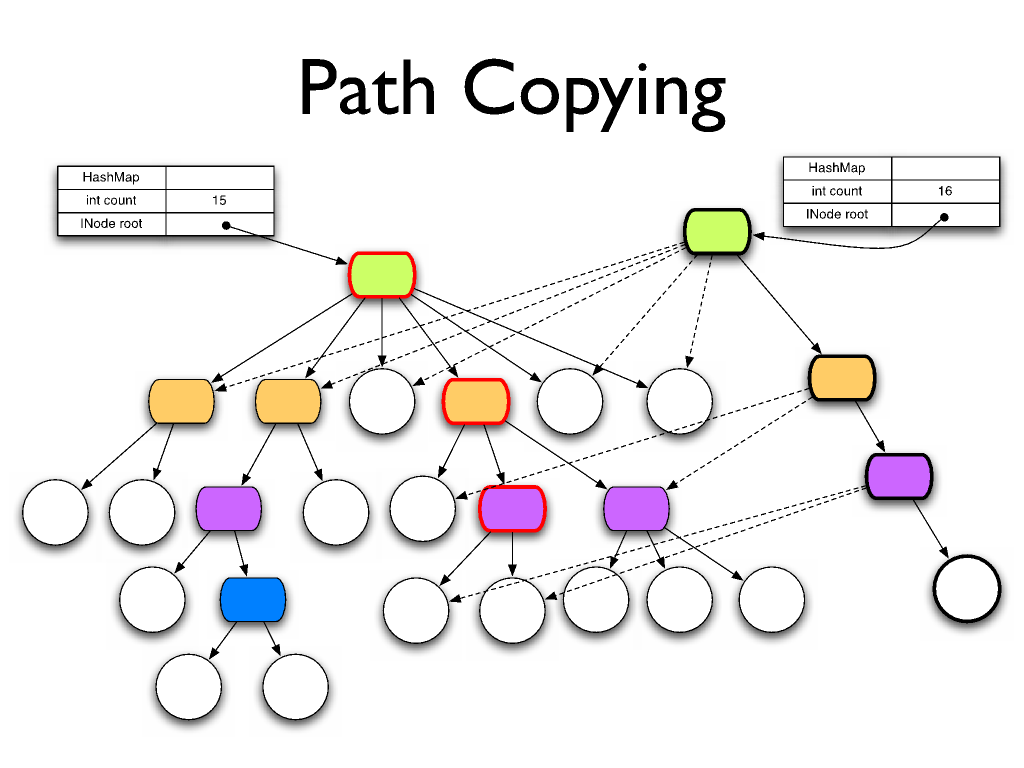 Path Copying
HashMap
int count 15
INode root
HashMap
int count 16
INode root